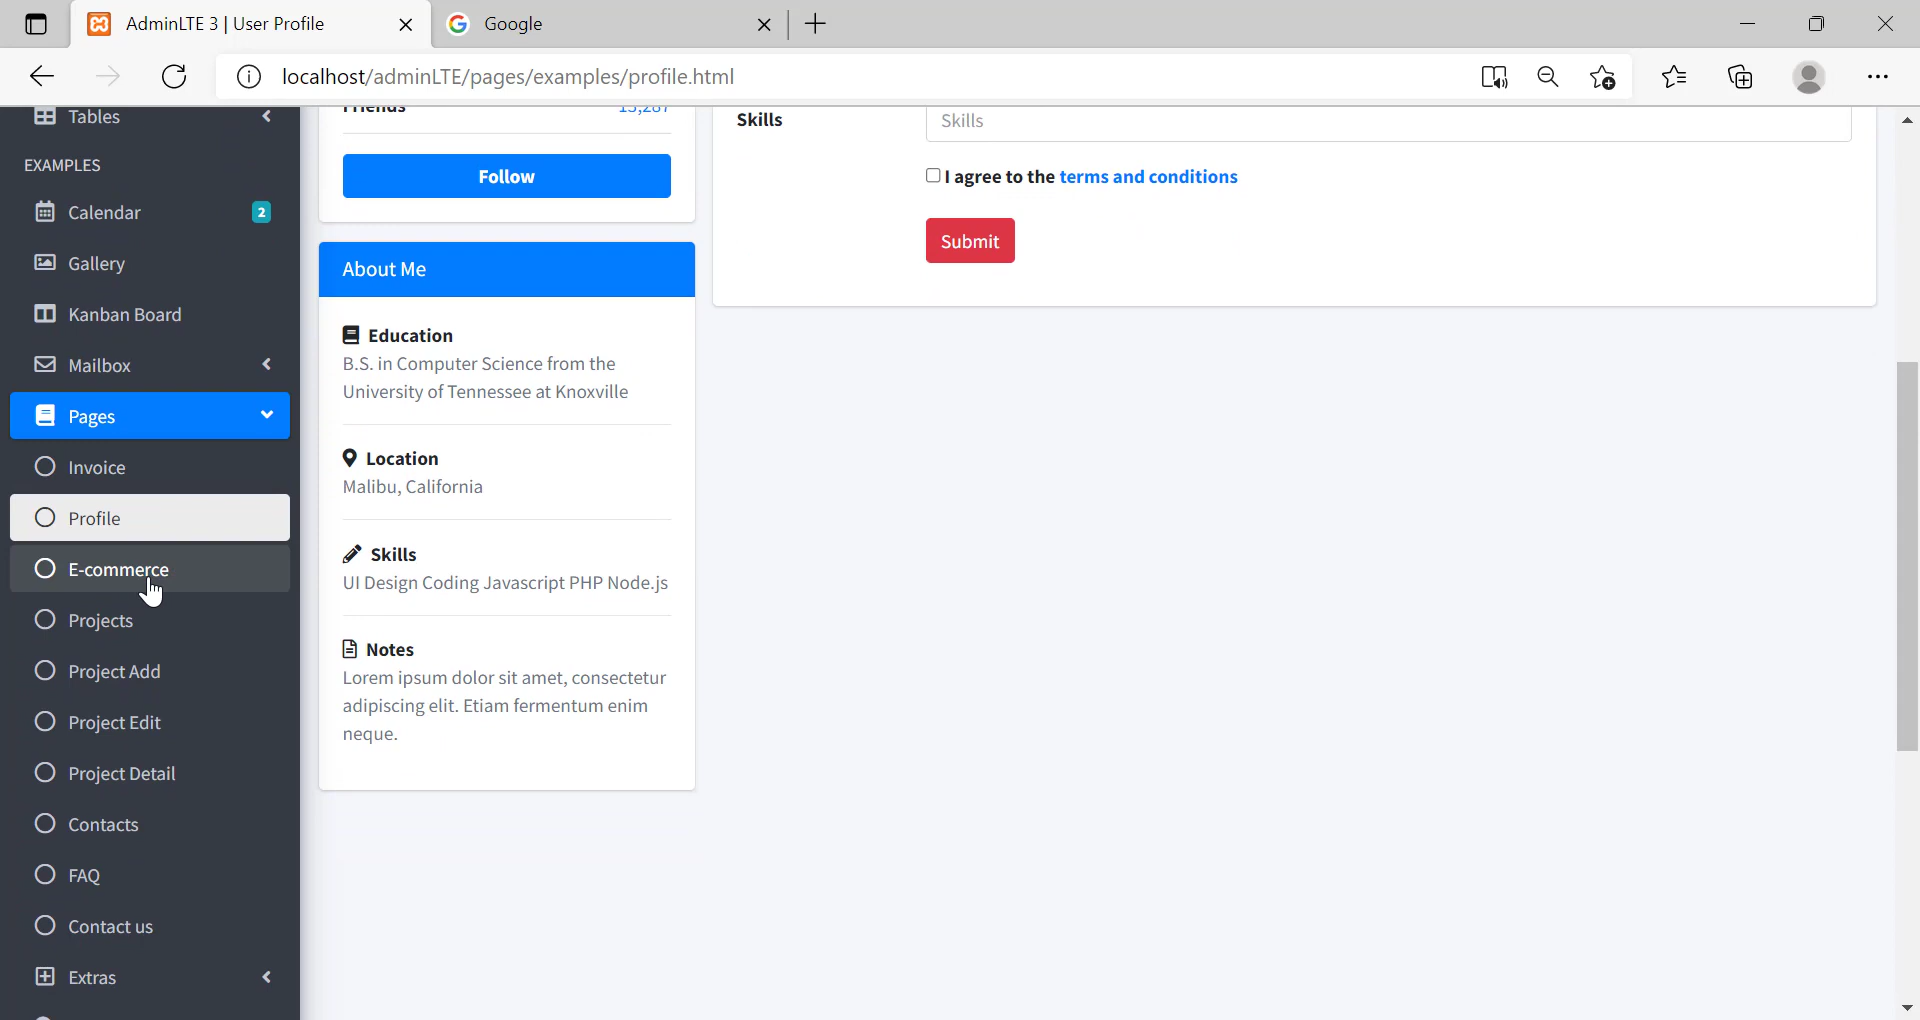 AdminLTE 3 | User Profile
Google
localhost/adminLTE/pages/examples/profile.html
Tables
EXAMPLES
Calendar
2
Gallery
Kanban Board
Mailbox
Pages
Invoice
Profile
E-commerce
Projects
Project Add
Project Edit
Project Detail
Contacts
FAQ
Contact us
Extras
Friends 13,287
Follow
About Me
Education
B.S. in Computer Science from the
University of Tennessee at Knoxville
Location
Malibu, California
Skills
UI Design Coding Javascript PHP Node.js
Notes
Lorem ipsum dolor sit amet, consectetur
adipiscing elit. Etiam fermentum enim
neque.
Skills
Skills
I agree to the terms and conditions
Submit